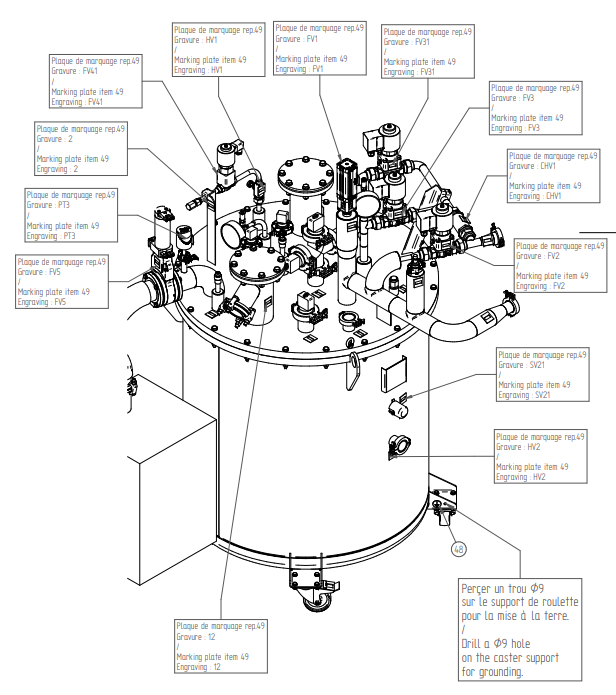 Plaque de marquage rep.49
Gravure : HV1
/
Marking plate item 49
Engraving : HV1
Plaque de marquage rep.49
Gravure : FV1
/
Marking plate item 49
Engraving : FV1
Plaque de marquage rep.49
Gravure : FV31
/
Marking plate item 49
Engraving : FV31
Plaque de marquage rep.49
Gravure : FV41
/
Marking plate item 49
Engraving : FV41
Plaque de marquage rep.49
Gravure : FV3
/
Marking plate item 49
Engraving : FV3
Plaque de marquage rep.49
Gravure : 2
/
Marking plate item 49
Engraving : 2
Plaque de marquage rep.49
Gravure : CHV1
/
Marking plate item 49
Engraving : CHV1
Plaque de marquage rep.49
Gravure : PT3
/
Marking plate item 49
Engraving : PT3
Plaque de marquage rep.49
Gravure : FV2
/
Marking plate item 49
Engraving : FV2
Plaque de marquage rep.49
Gravure : FV5
/
Marking plate item 49
Engraving : FV5
Plaque de marquage rep.49
Gravure : SV21
/
Marking plate item 49
Engraving : SV21
Plaque de marquage rep.49
Gravure : HV2
/
Marking plate item 49
Engraving : HV2
48
Perçer un trou Ø9
sur le support de roulette
pour la mise à la terre.
/
Drill a Ø9 hole
on the caster support
for grounding.
Plaque de marquage rep.49
Gravure : 12
/
Marking plate item 49
Engraving : 12